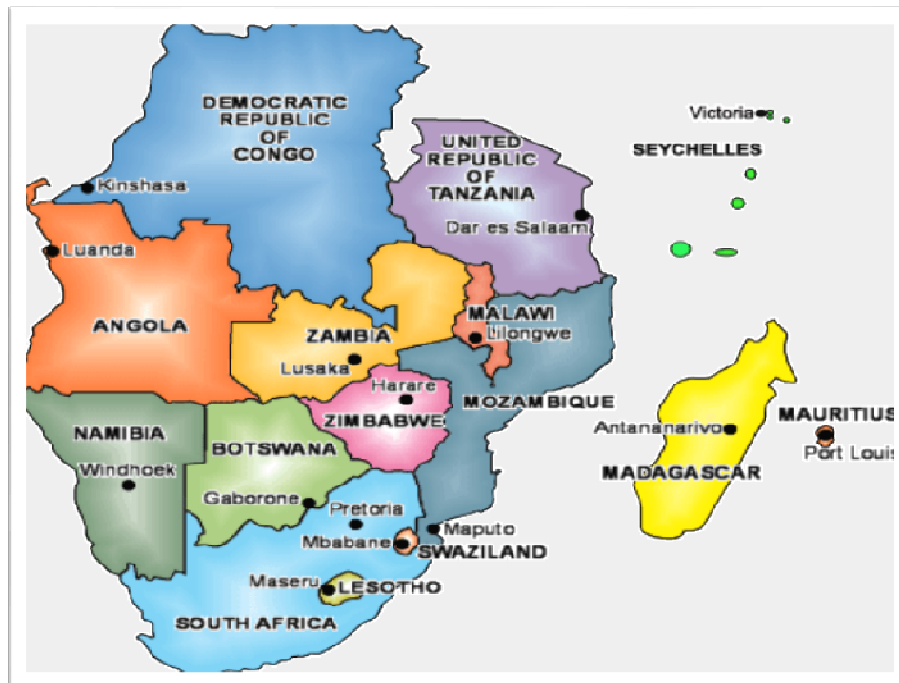 DEMOCRATIC
REPUBLIC
OF
CONGO
Kinshasa
Victoria
SEYCHELLES
UNITED
REPUBLIC
OF
TANZANIA
Dar es Salaam
Luanda
ANGOLA
ZAMBIA
Lusaka
MALAWI
Lilongwe
Harare
ZIMBABWE
MOZAMBIQUE
NAMIBIA
Windhoek
BOTSWANA
Gaborone
Antananarivo
MADAGASCAR
MAURITIUS
Port Louis
Pretoria
Mbabane
SWAZILAND
Maputo
Maseru
LESOTHO
SOUTH AFRICA